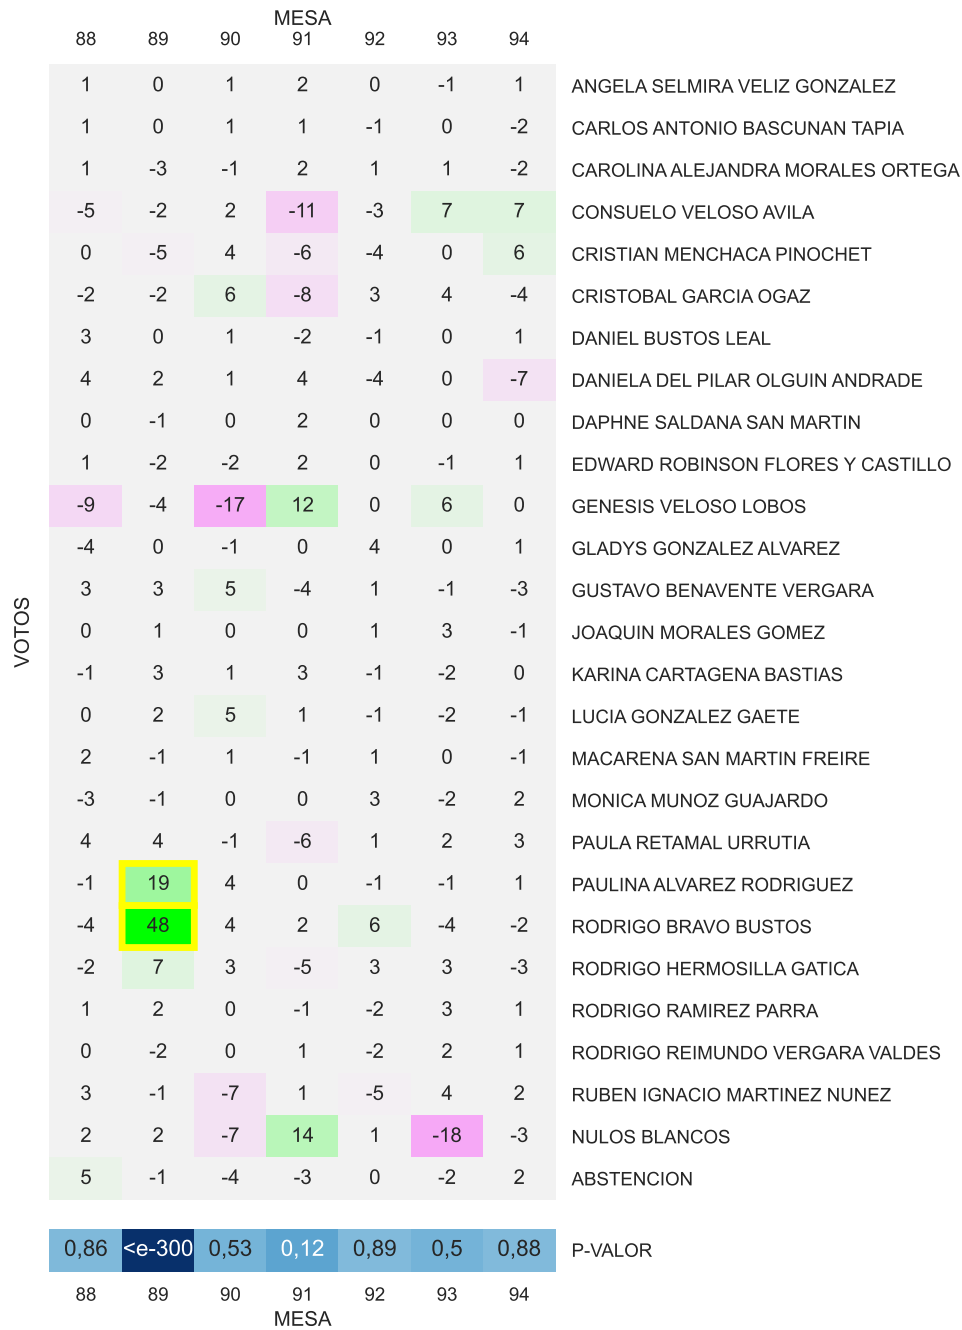 MESA
88 89 90 91 92 93 94
1 0 1 2 0 -1 1 ANGELA SELMIRA VELIZ GONZALEZ
1 0 1 1 -1 0 -2 CARLOS ANTONIO BASCUNAN TAPIA
1 -3 -1 2 1 1 -2 CAROLINA ALEJANDRA MORALES ORTEGA
-5 -2 2 -11 -3 7 7 CONSUELO VELOSO AVILA
0 -5 4 -6 -4 0 6 CRISTIAN MENCHACA PINOCHET
-2 -2 6 -8 3 4 -4 CRISTOBAL GARCIA OGAZ
3 0 1 -2 -1 0 1 DANIEL BUSTOS LEAL
4 2 1 4 -4 0 -7 DANIELA DEL PILAR OLGUIN ANDRADE
0 -1 0 2 0 0 0 DAPHNE SALDANA SAN MARTIN
1 -2 -2 2 0 -1 1 EDWARD ROBINSON FLORES Y CASTILLO
-9 -4 -17 12 0 6 0 GENESIS VELOSO LOBOS
-4 0 -1 0 4 0 1 GLADYS GONZALEZ ALVAREZ
3 3 5 -4 1 -1 -3 GUSTAVO BENAVENTE VERGARA
VOTOS
0 1 0 0 1 3 -1 JOAQUIN MORALES GOMEZ
-1 3 1 3 -1 -2 0 KARINA CARTAGENA BASTIAS
0 2 5 1 -1 -2 -1 LUCIA GONZALEZ GAETE
2 -1 1 -1 1 0 -1 MACARENA SAN MARTIN FREIRE
-3 -1 0 0 3 -2 2 MONICA MUNOZ GUAJARDO
4 4 -1 -6 1 2 3 PAULA RETAMAL URRUTIA
-1 19 4 0 -1 -1 1 PAULINA ALVAREZ RODRIGUEZ
-4 48 4 2 6 -4 -2 RODRIGO BRAVO BUSTOS
-2 7 3 -5 3 3 -3 RODRIGO HERMOSILLA GATICA
1 2 0 -1 -2 3 1 RODRIGO RAMIREZ PARRA
0 -2 0 1 -2 2 1 RODRIGO REIMUNDO VERGARA VALDES
3 -1 -7 1 -5 4 2 RUBEN IGNACIO MARTINEZ NUNEZ
2 2 -7 14 1 -18 -3 NULOS BLANCOS
5 -1 -4 -3 0 -2 2 ABSTENCION
0,86 <e-300 0,53 0,12 0,89 0,5 0,88 P-VALOR
88 89 90 91 92 93 94
MESA